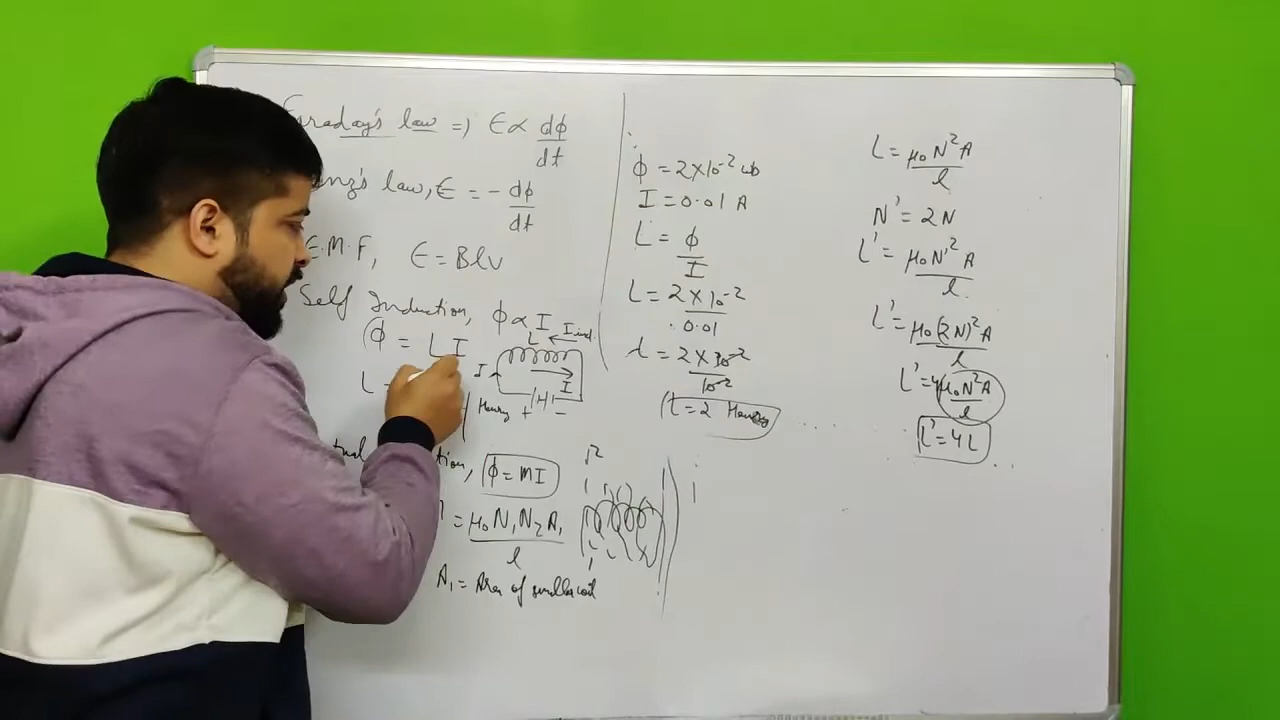 Faraday's law ⇒ ϵ ∝ dϕ/dt
law, ϵ = - dϕ/dt
E.M.F, ϵ = Blv
Self Induction, ϕ ∝ I
ϕ = LI
L
I
I
L
Henry + -
ϕ = MI
= μ₀N₁N₂A₁/l
A₁ = Area of smaller coil
ϕ = 2×10⁻² wb
I = 0.01 A
L = ϕ/I
L = 2×10⁻²/0.01
L = 2×10⁻²/10⁻²
L = 2
L = μ₀N²A/l
N' = 2N
L' = μ₀N'²A/l
L' = μ₀(2N)²A/l
L' = 4μ₀N²A/l
L' = 4L